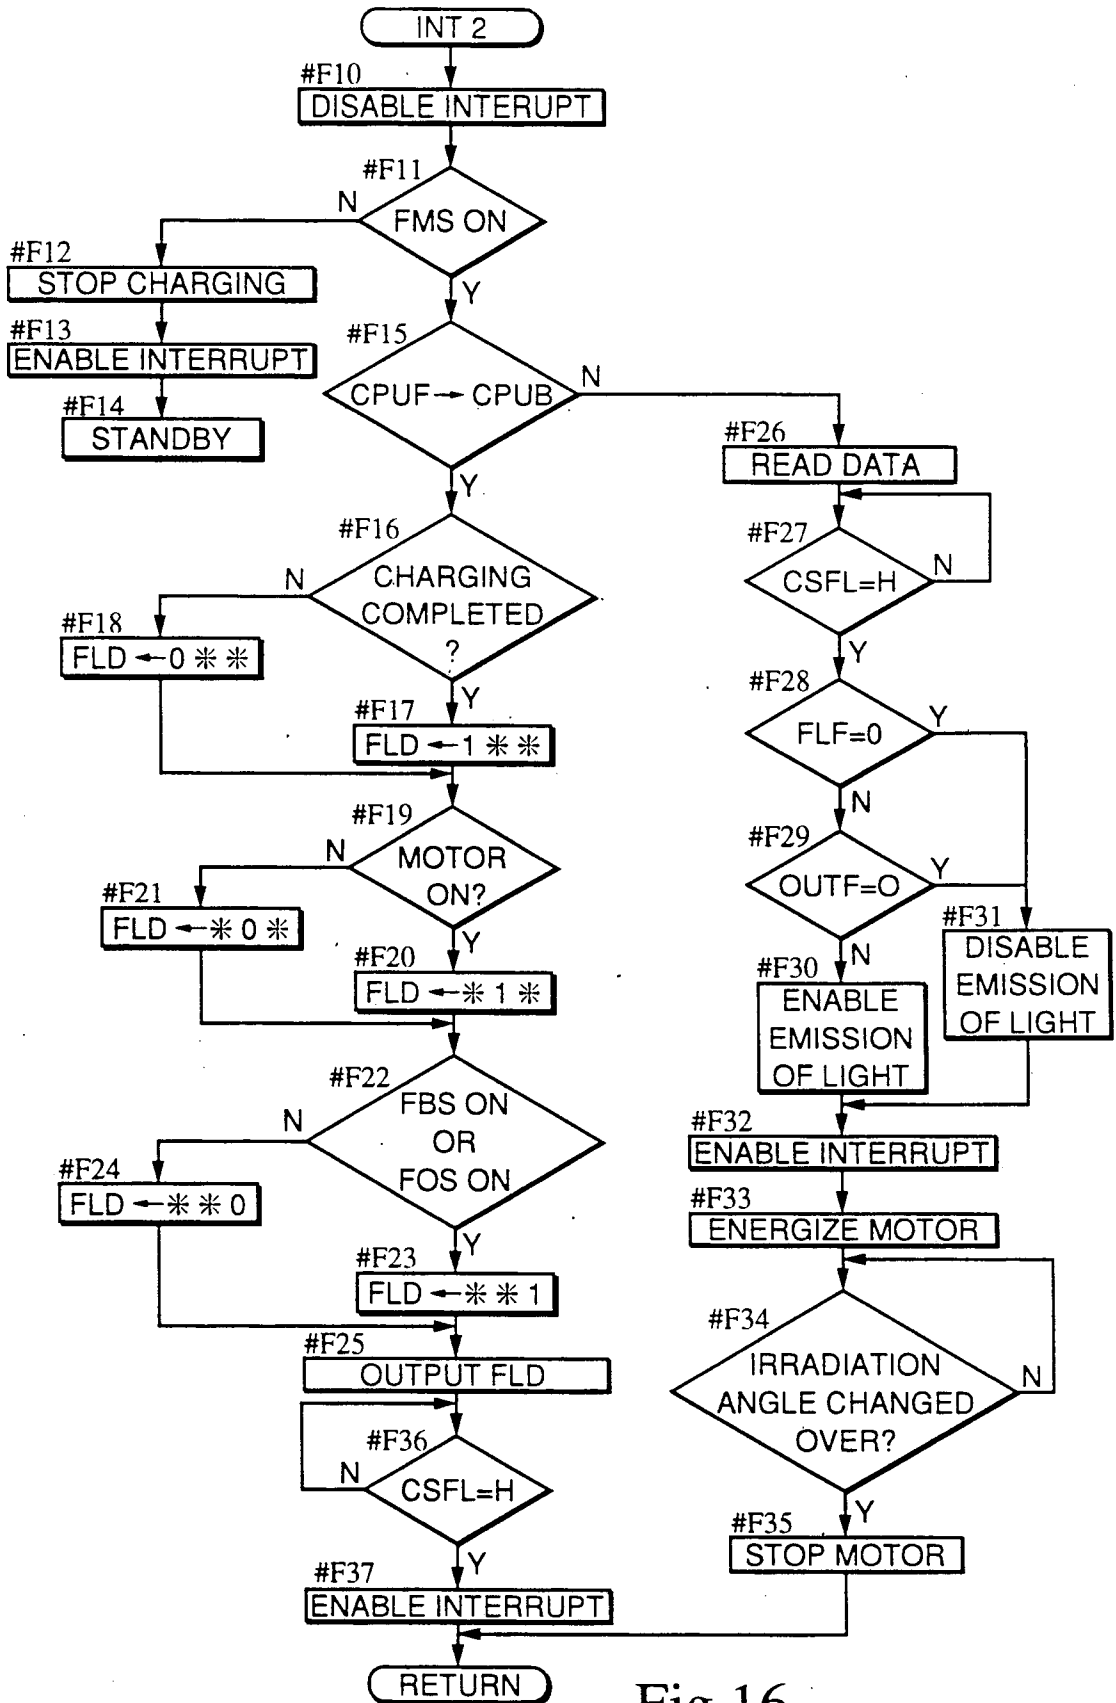 INT 2
#F10
DISABLE INTERUPT
#F11
FMS ON
N
Y
#F12
STOP CHARGING
#F13
ENABLE INTERRUPT
#F14
STANDBY
#F15
CPUF→CPUB
N
Y
#F16
CHARGING
COMPLETED
?
N
Y
#F18
FLD←0＊＊
#F17
FLD←1＊＊
#F19
MOTOR
ON?
N
Y
#F21
FLD←＊0＊
#F20
FLD←＊1＊
#F22
FBS ON
OR
FOS ON
N
Y
#F24
FLD←＊＊0
#F23
FLD←＊＊1
#F25
OUTPUT FLD
#F36
CSFL=H
N
Y
#F37
ENABLE INTERRUPT
RETURN
#F26
READ DATA
#F27
CSFL=H
N
Y
#F28
FLF=0
Y
N
#F29
OUTF=O
Y
N
#F30
ENABLE
EMISSION
OF LIGHT
#F31
DISABLE
EMISSION
OF LIGHT
#F32
ENABLE INTERRUPT
#F33
ENERGIZE MOTOR
#F34
IRRADIATION
ANGLE CHANGED
OVER?
N
Y
#F35
STOP MOTOR
Fig.16